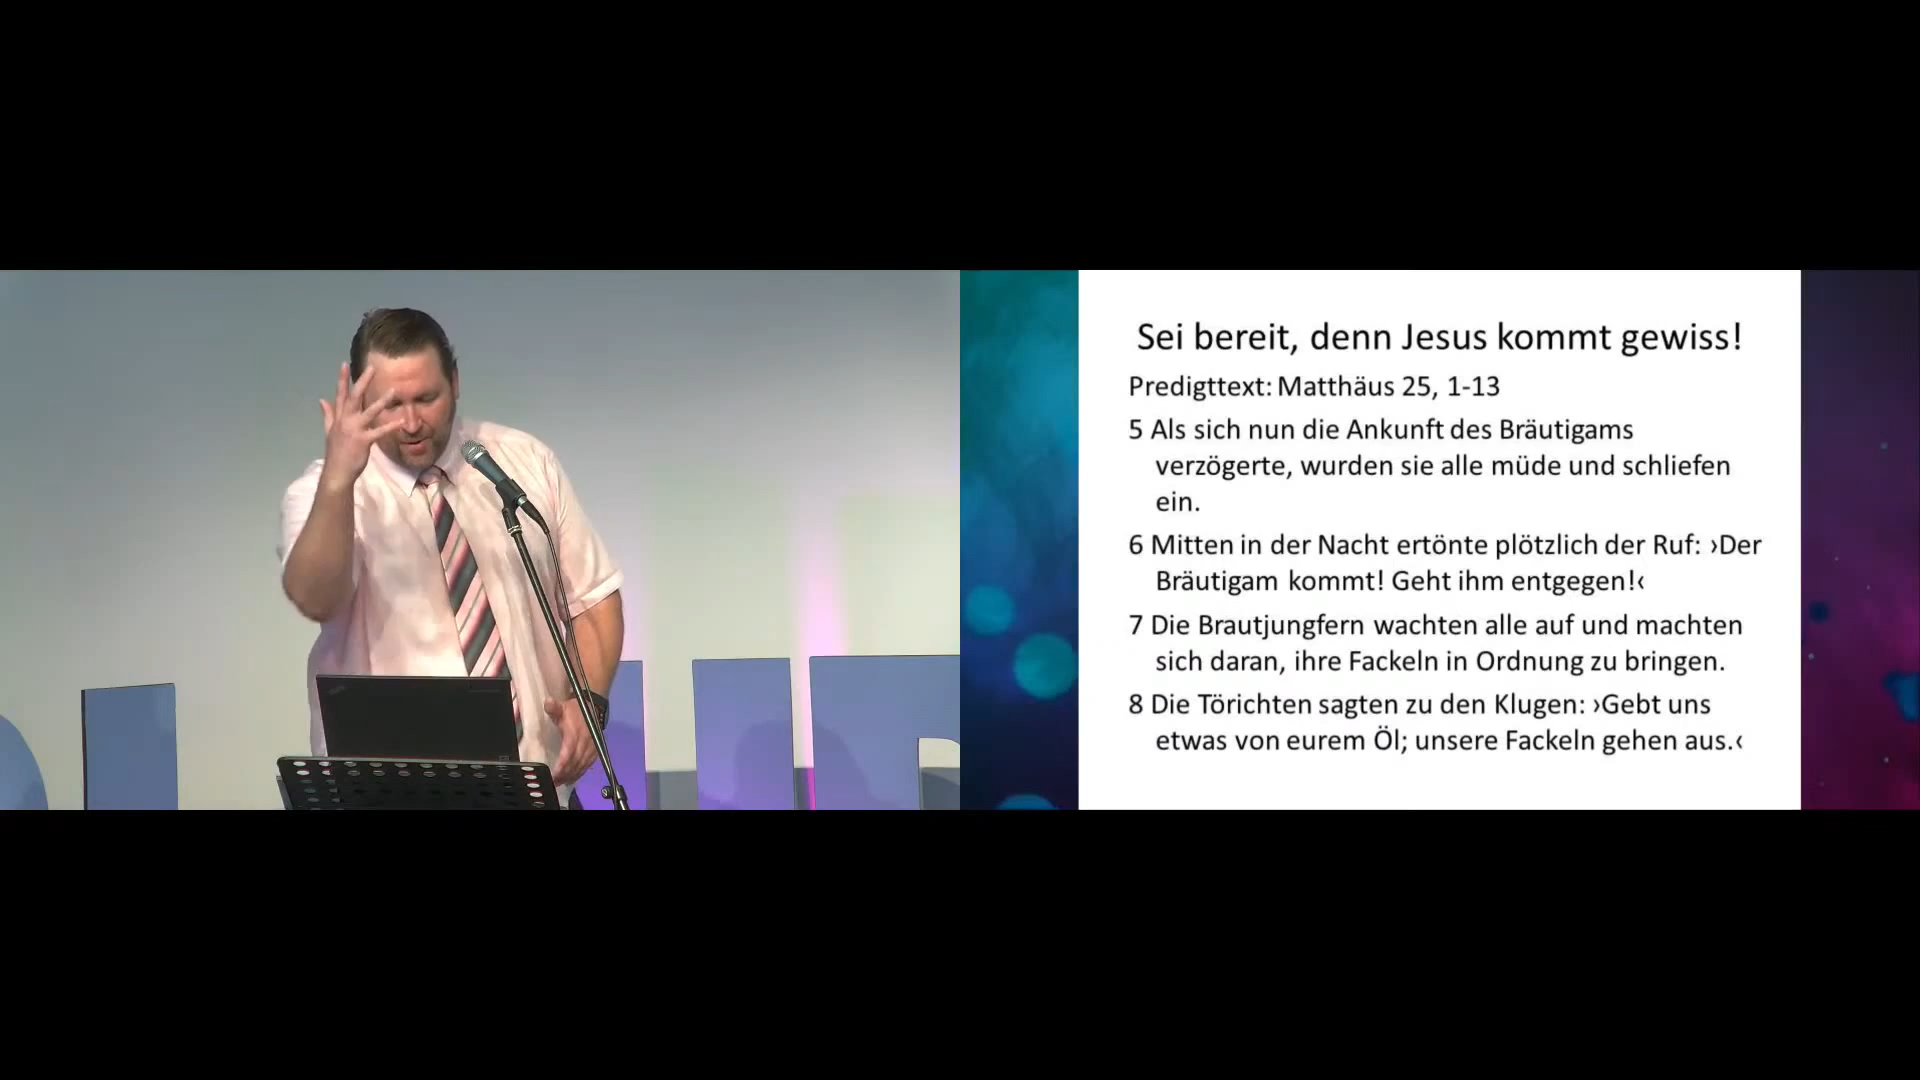 Sei bereit, denn Jesus kommt gewiss!
Predigttext: Matthäus 25, 1-13
5 Als sich nun die Ankunft des Bräutigams
verzögerte, wurden sie alle müde und schliefen
ein.
6 Mitten in der Nacht ertönte plötzlich der Ruf: ›Der
Bräutigam kommt! Geht ihm entgegen!‹
7 Die Brautjungfern wachten alle auf und machten
sich daran, ihre Fackeln in Ordnung zu bringen.
8 Die Törichten sagten zu den Klugen: ›Gebt uns
etwas von eurem Öl; unsere Fackeln gehen aus.‹